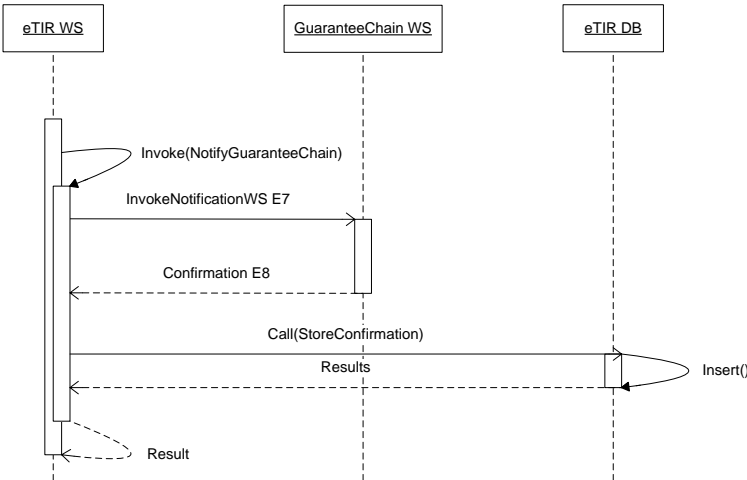 eTIR WS
GuaranteeChain WS
eTIR DB
Invoke(NotifyGuaranteeChain)
InvokeNotificationWS E7
Confirmation E8
Call(StoreConfirmation)
Results
Insert()
Result